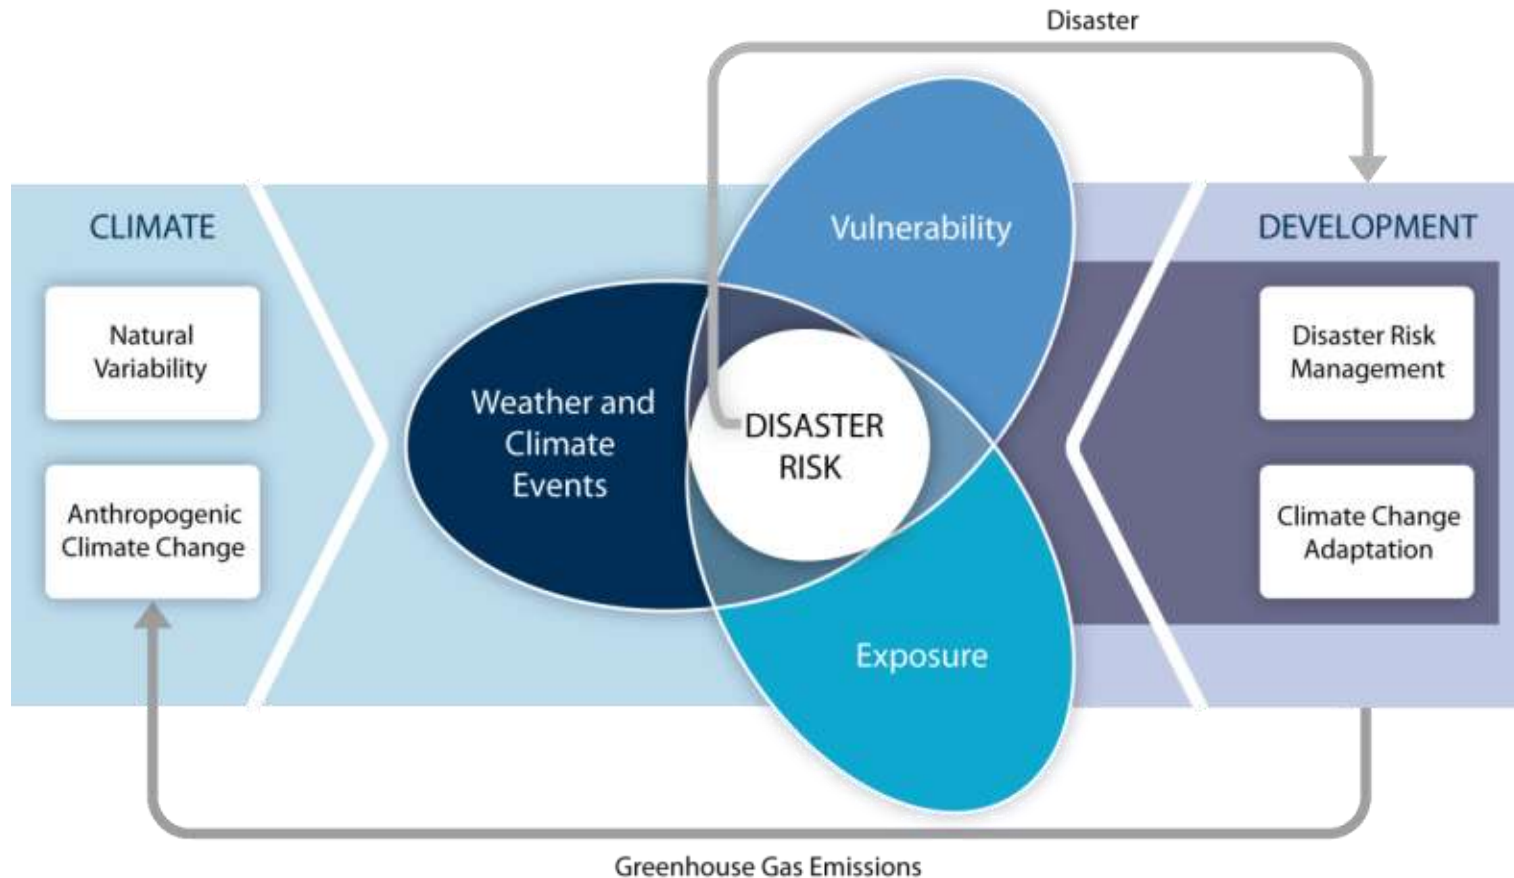 Disaster
CLIMATE
Natural
Variability
Anthropogenic
Climate Change
Weather and
Climate
Events
Vulnerability
DISASTER
RISK
Exposure
DEVELOPMENT
Disaster Risk
Management
Climate Change
Adaptation
Greenhouse Gas Emissions